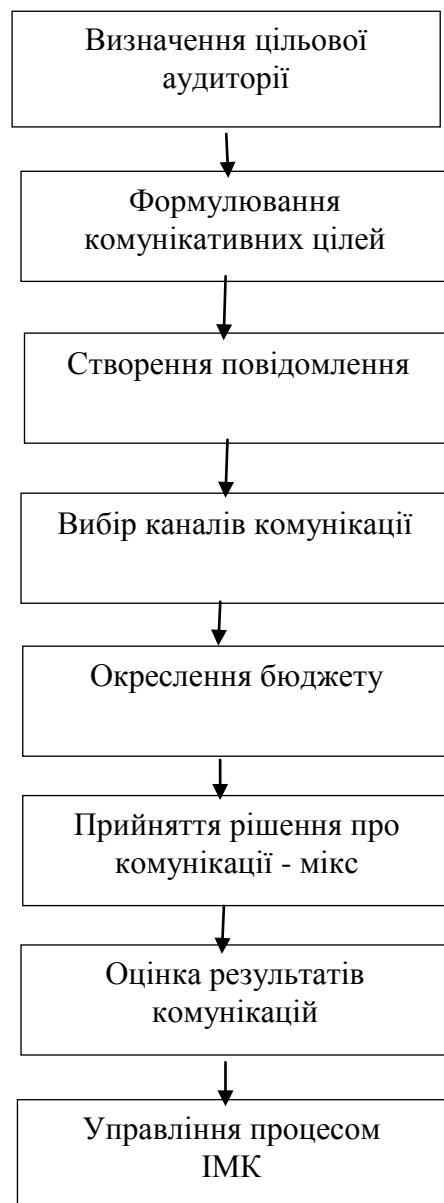 Визначення цільової
аудиторії
Формулювання
комунікативних цілей
Створення повідомлення
Вибір каналів комунікації
Окреслення бюджету
Прийняття рішення про
комунікації - мікс
Оцінка результатів
комунікацій
Управління процесом
ІМК